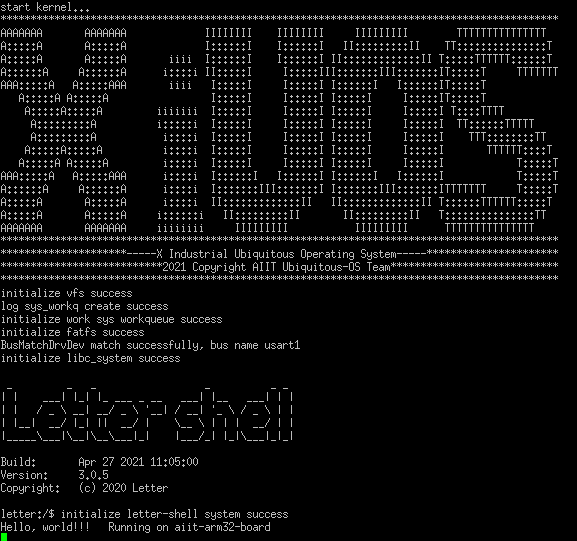 start kernel...
XiUOS
***********************-----X Industrial Ubiquitous Operating System-----***********************
*****************************2021 Copyright AIIT Ubiquitous-OS Team*****************************
initialize vfs success
log sys_workq create success
initialize work sys workqueue success
initialize fatfs success
BusMatchDrvDev match successfully, bus name usart1
initialize libc_system success
Letter shell
Build:       Apr 27 2021 11:05:00
Version:     3.0.5
Copyright:   (c) 2020 Letter
letter:/$ initialize letter-shell system success
Hello, world!!!   Running on aiit-arm32-board